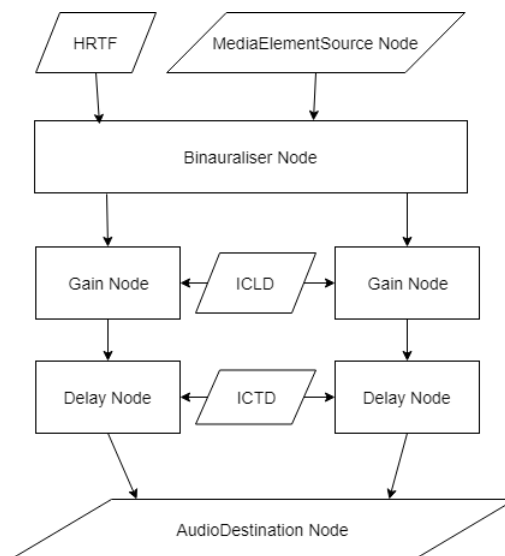 HRTF
MediaElementSource Node
Binauraliser Node
Gain Node
ICLD
Gain Node
Delay Node
ICTD
Delay Node
AudioDestination Node